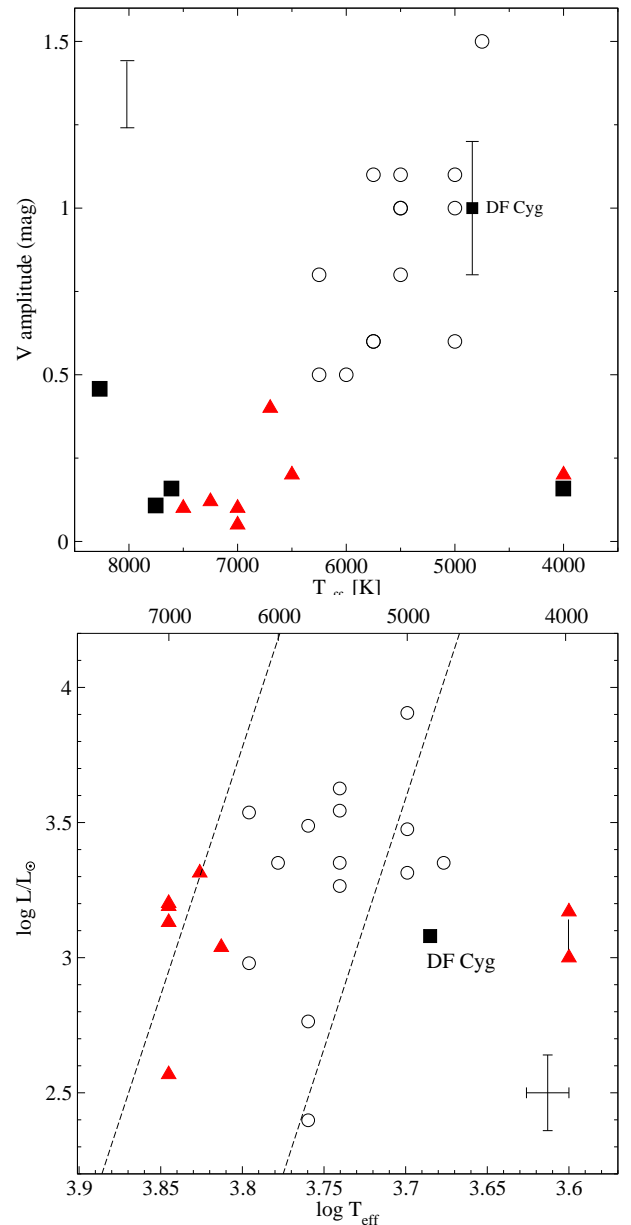 1.5
1
0.5
0
V amplitude (mag)
DF Cyg
8000 7000 6000 5000 4000
T eff [K]
7000 6000 5000 4000
4
3.5
3
2.5
log L/L☉
DF Cyg
3.9 3.85 3.8 3.75 3.7 3.65 3.6
log T eff